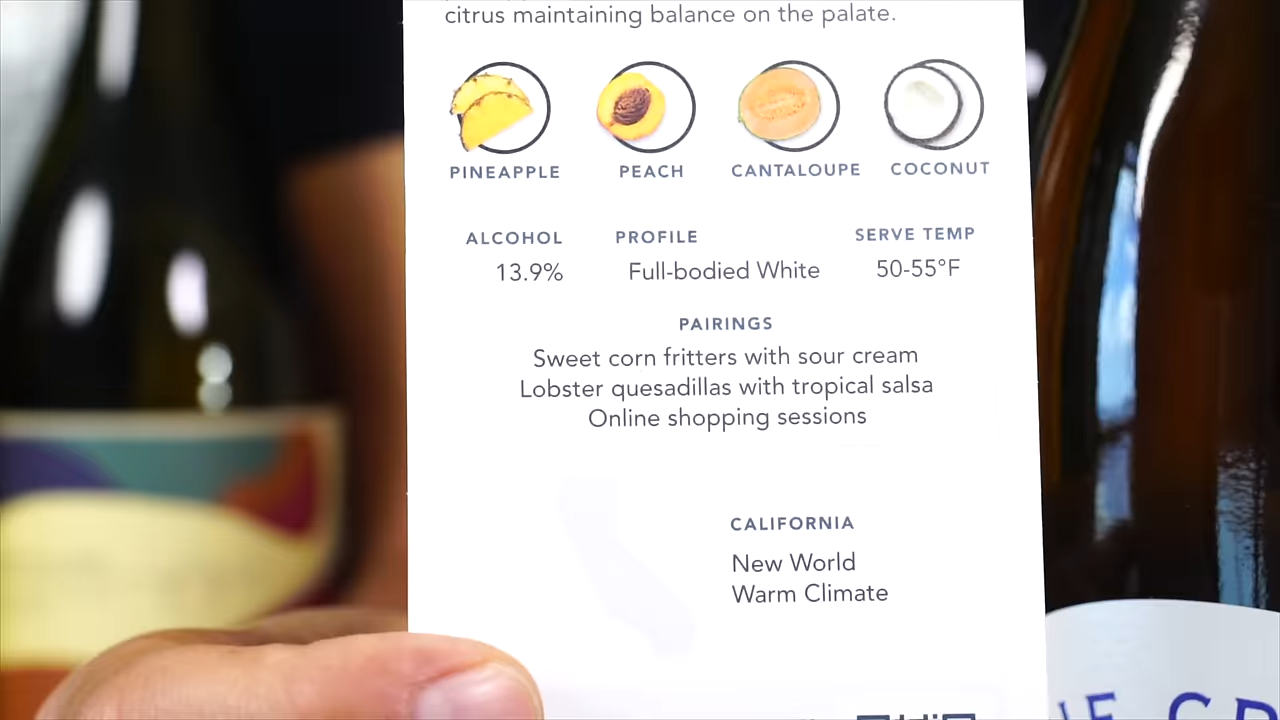 citrus maintaining balance on the palate.
PINEAPPLE PEACH CANTALOUPE COCONUT
ALCOHOL PROFILE SERVE TEMP
13.9% Full-bodied White 50-55°F
PAIRINGS
Sweet corn fritters with sour cream
Lobster quesadillas with tropical salsa
Online shopping sessions
CALIFORNIA
New World
Warm Climate